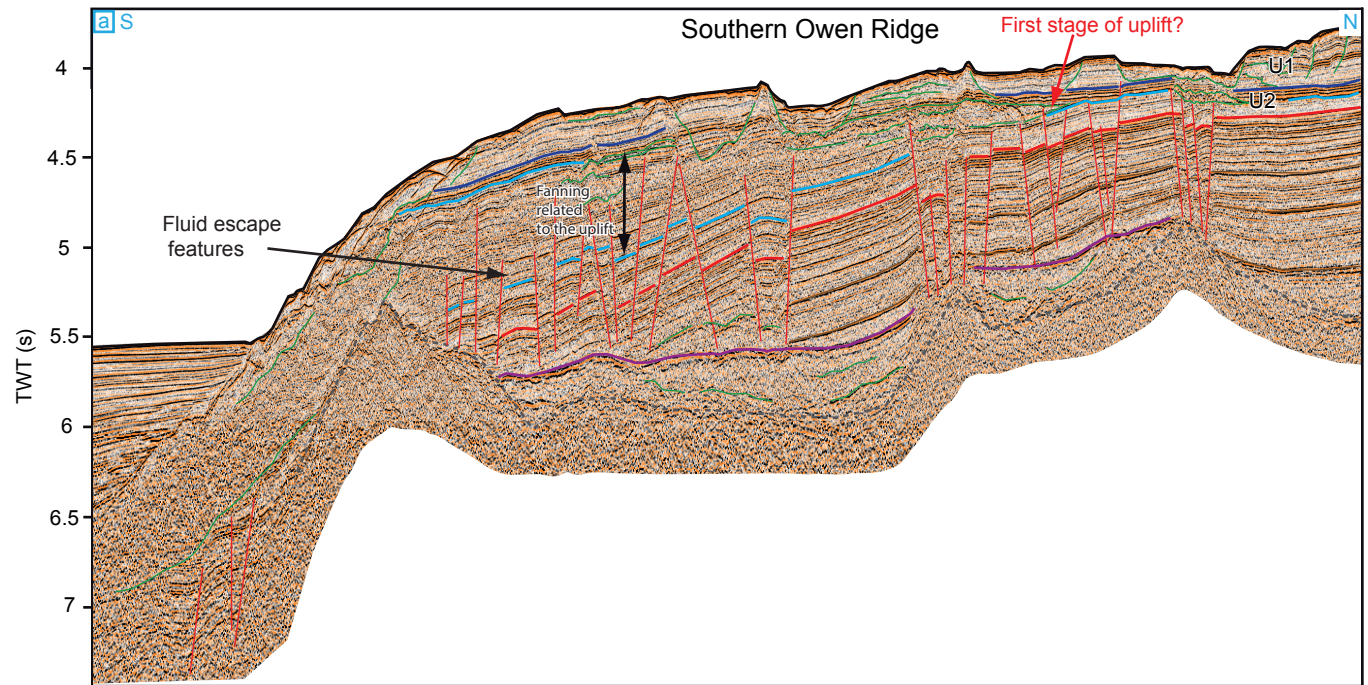 a S
Southern Owen Ridge
First stage of uplift?
N
4
U1
U2
4.5
Fanning
related
to the uplift
Fluid escape
features
5
5.5
TWT (s)
6
6.5
7